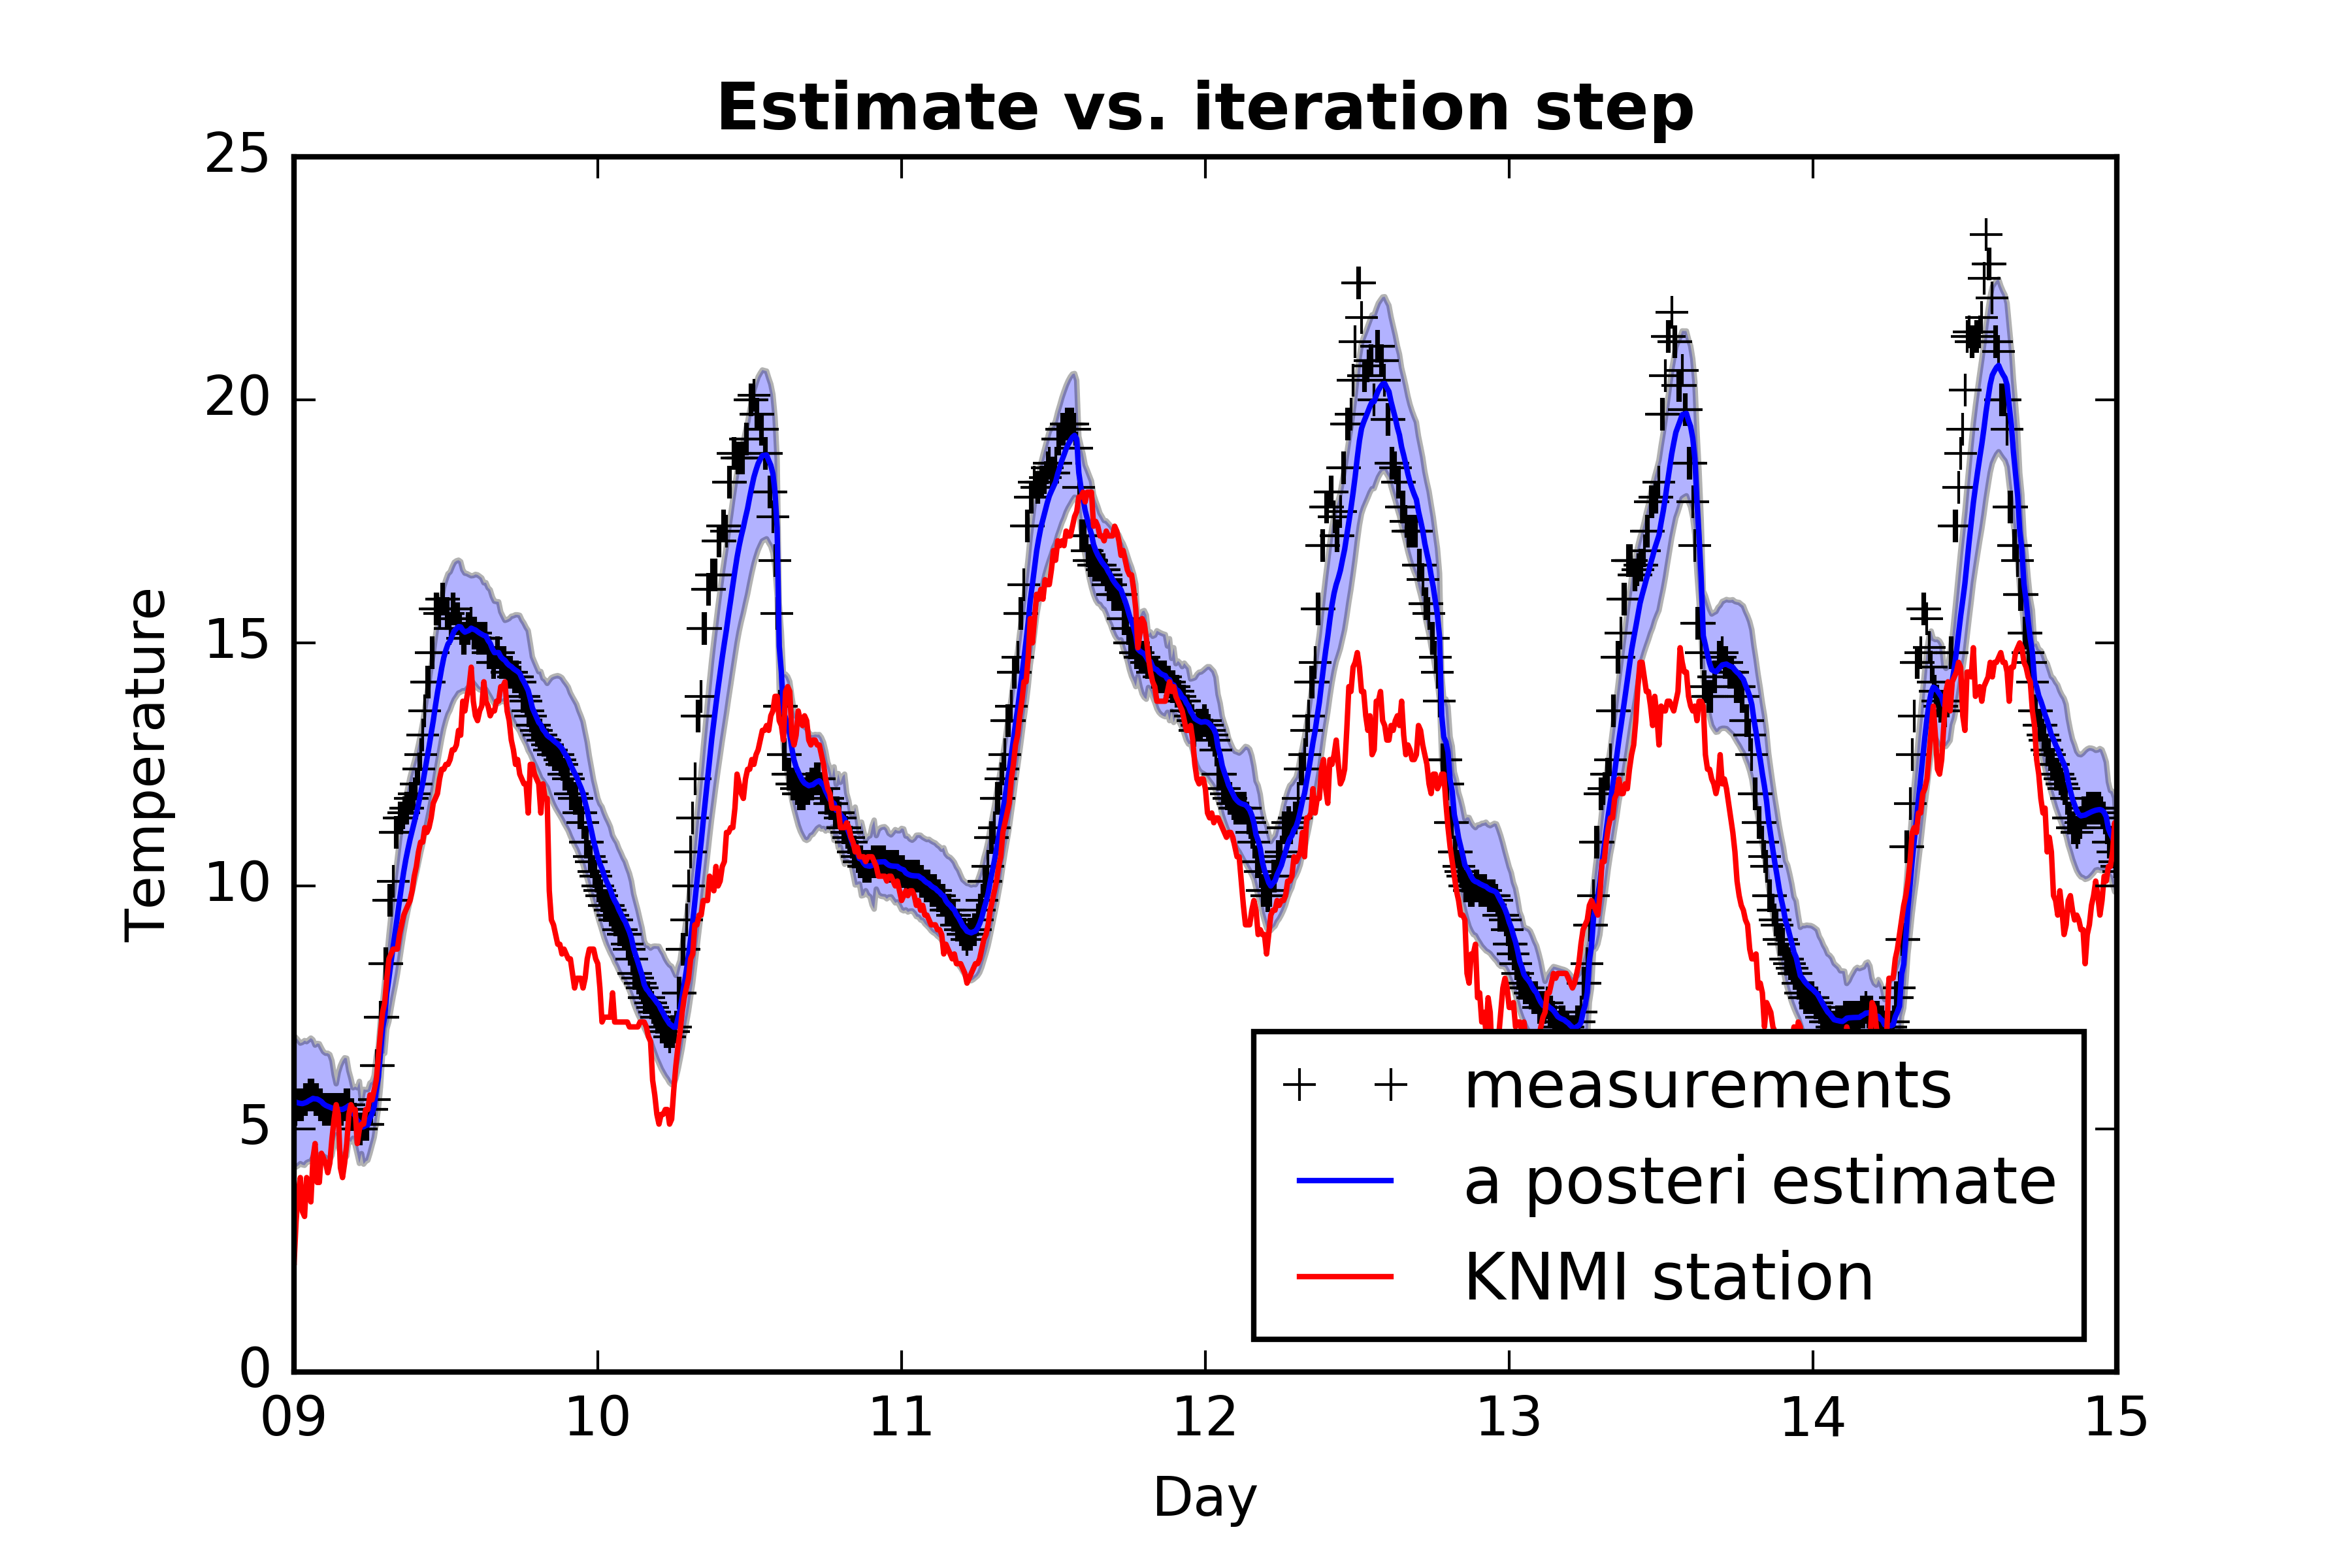 Estimate vs. iteration step
25
20
15
10
5
0
Temperature
09 10 11 12 13 14 15
Day
measurements
a posteri estimate
KNMI station